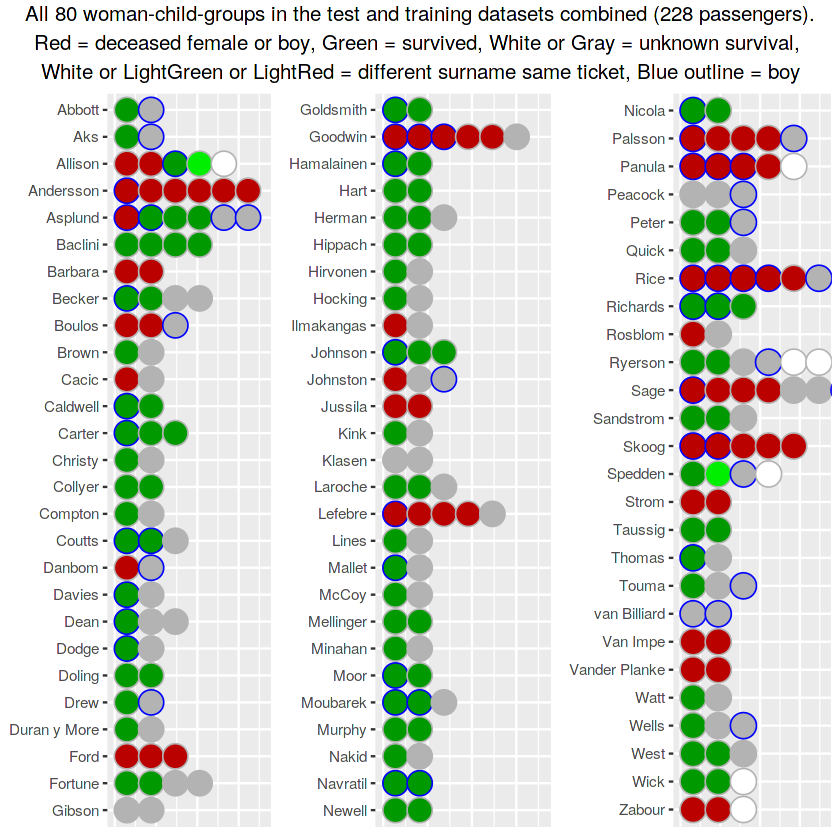 All 80 woman-child-groups in the test and training datasets combined (228 passengers).
Red = deceased female or boy, Green = survived, White or Gray = unknown survival,
White or LightGreen or LightRed = different surname same ticket, Blue outline = boy
Abbott
Aks
Allison
Andersson
Asplund
Baclini
Barbara
Becker
Boulos
Brown
Cacic
Caldwell
Carter
Christy
Collyer
Compton
Coutts
Danbom
Davies
Dean
Dodge
Doling
Drew
Duran y More
Ford
Fortune
Gibson
Goldsmith
Goodwin
Hamalainen
Hart
Herman
Hippach
Hirvonen
Hocking
Ilmakangas
Johnson
Johnston
Jussila
Kink
Klasen
Laroche
Lefebre
Lines
Mallet
McCoy
Mellinger
Minahan
Moor
Moubarek
Murphy
Nakid
Navratil
Newell
Nicola
Palsson
Panula
Peacock
Peter
Quick
Rice
Richards
Rosblom
Ryerson
Sage
Sandstrom
Skoog
Spedden
Strom
Taussig
Thomas
Touma
van Billiard
Van Impe
Vander Planke
Watt
Wells
West
Wick
Zabour